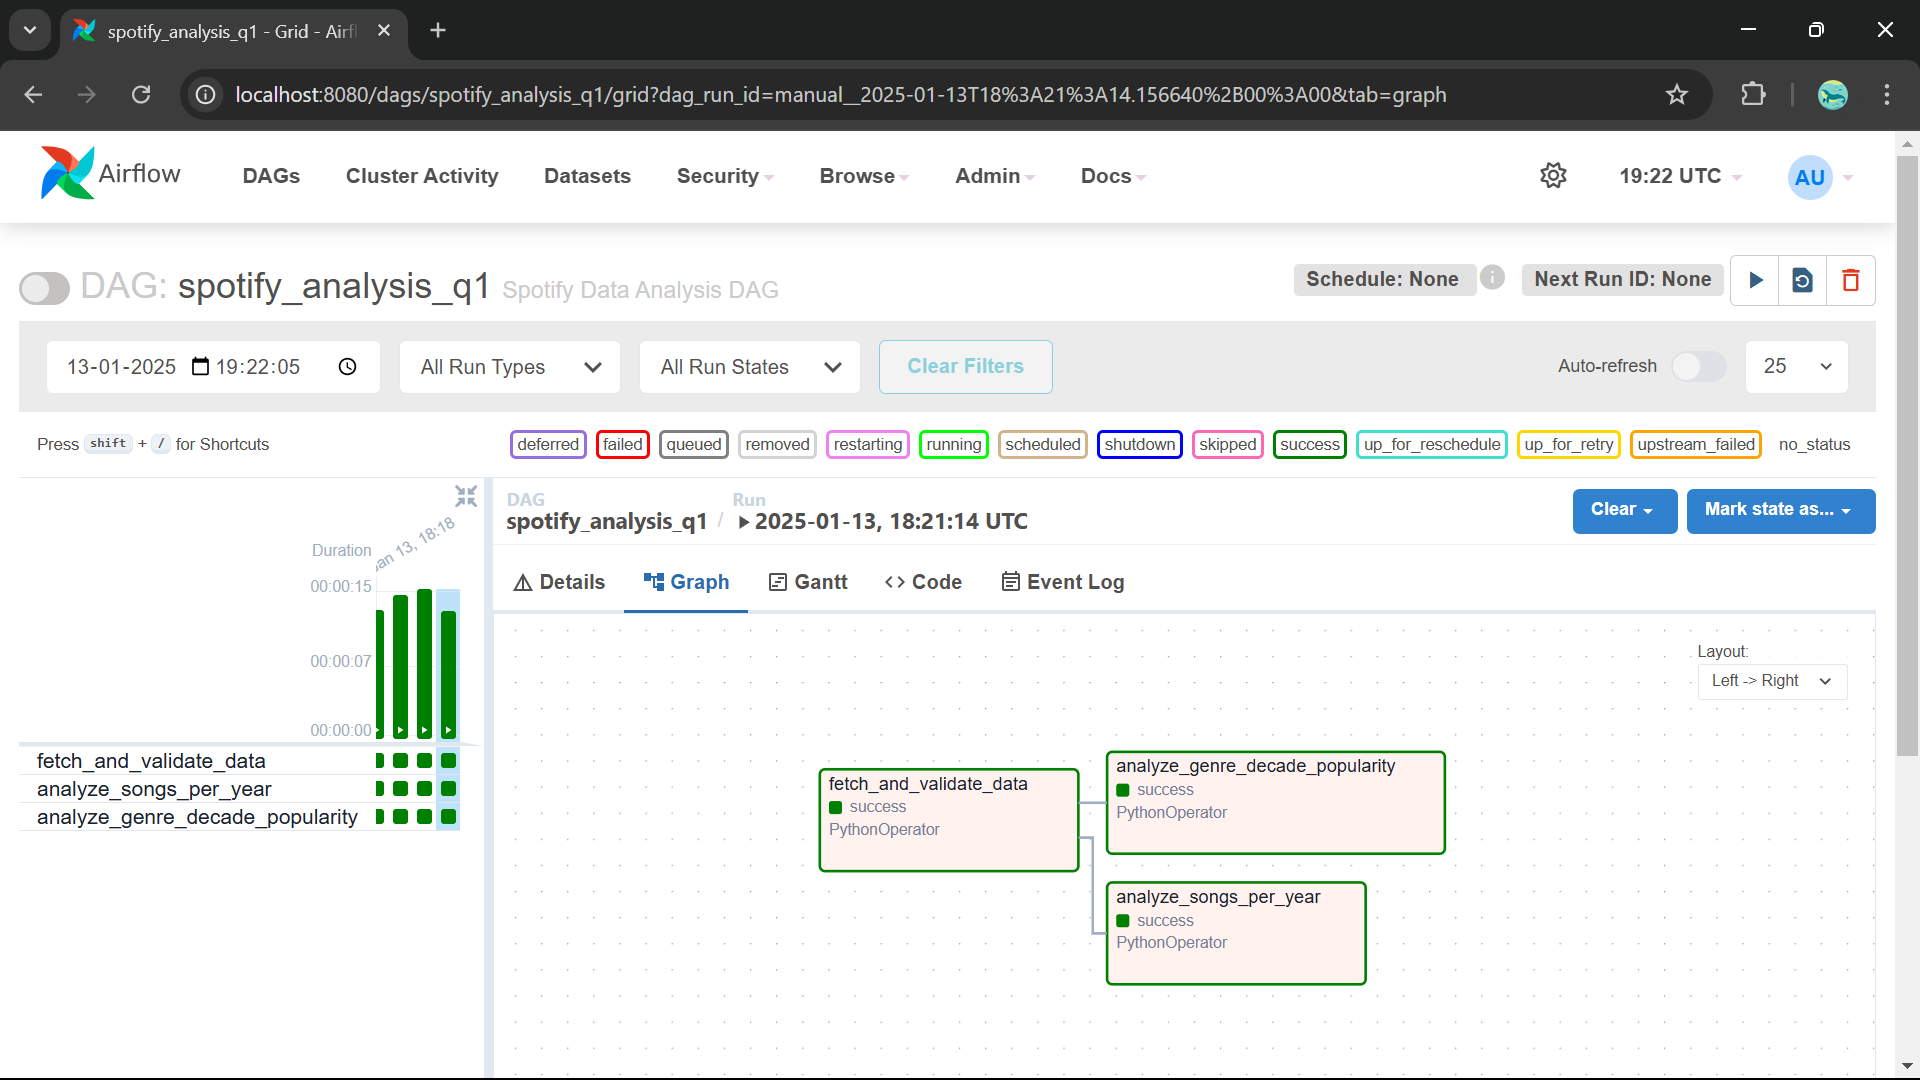 spotify_analysis_q1 - Grid - Airfl
localhost:8080/dags/spotify_analysis_q1/grid?dag_run_id=manual__2025-01-13T18%3A21%3A14.156640%2B00%3A00&tab=graph
Airflow DAGs Cluster Activity Datasets Security Browse Admin Docs 19:22 UTC AU
DAG: spotify_analysis_q1 Spotify Data Analysis DAG Schedule: None i Next Run ID: None
13-01-2025 19:22:05 All Run Types All Run States Clear Filters Auto-refresh 25
Press shift + / for Shortcuts deferred failed queued removed restarting running scheduled shutdown skipped success up_for_reschedule up_for_retry upstream_failed no_status
DAG Run
spotify_analysis_q1 / 2025-01-13, 18:21:14 UTC
Clear Mark state as...
Details Graph Gantt Code Event Log
Jan 13, 18:18
Duration
00:00:15
00:00:07
00:00:00
fetch_and_validate_data
analyze_songs_per_year
analyze_genre_decade_popularity
Layout:
Left -> Right
fetch_and_validate_data
success
PythonOperator
analyze_genre_decade_popularity
success
PythonOperator
analyze_songs_per_year
success
PythonOperator